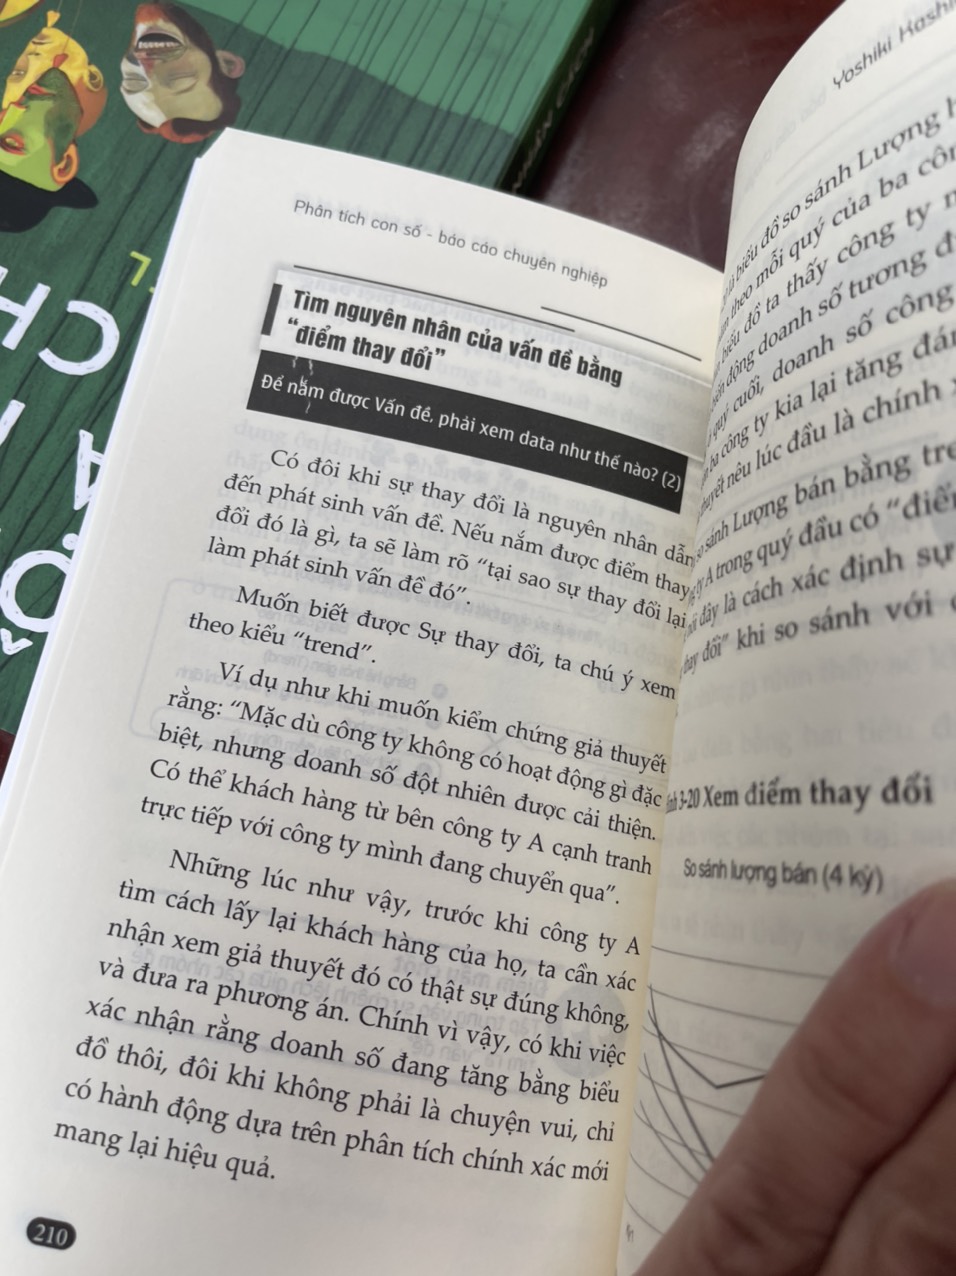 Phân tích con số - báo cáo chuyên nghiệp
Tìm nguyên nhân của vấn đề bằng
“điểm thay đổi”
Để nắm được Vấn đề, phải xem data như thế nào? (2)
Có đôi khi sự thay đổi là nguyên nhân dẫn
đến phát sinh vấn đề. Nếu nắm được điểm thay
đổi đó là gì, ta sẽ làm rõ “tại sao sự thay đổi lại
làm phát sinh vấn đề đó”.
Muốn biết được Sự thay đổi, ta chú ý xem
theo kiểu “trend”.
Ví dụ như khi muốn kiểm chứng giả thuyết
rằng: “Mặc dù công ty không có hoạt động gì đặc
biệt, nhưng doanh số đột nhiên được cải thiện.
Có thể khách hàng từ bên công ty A cạnh tranh
trực tiếp với công ty mình đang chuyển qua”.
Những lúc như vậy, trước khi công ty A
tìm cách lấy lại khách hàng của họ, ta cần xác
nhận xem giả thuyết đó có thật sự đúng không,
và đưa ra phương án. Chính vì vậy, có khi việc
xác nhận rằng doanh số đang tăng bằng biểu
đồ thôi, đôi khi không phải là chuyện vui, chỉ
có hành động dựa trên phân tích chính xác mới
mang lại hiệu quả.
210
Yoshiki
là biểu đồ so sánh Lượng
theo mỗi quý của ba
biểu đồ ta thấy công ty
động doanh số tương
quý cuối, doanh số công
ba công ty kia lại tăng
thuyết nêu lúc đầu là chính
so sánh Lượng bán bằng
ty A trong quý đầu có
đây là cách xác định sự
khi so sánh với
3-20 Xem điểm thay đổi
So sánh lượng bán (4 kỳ)